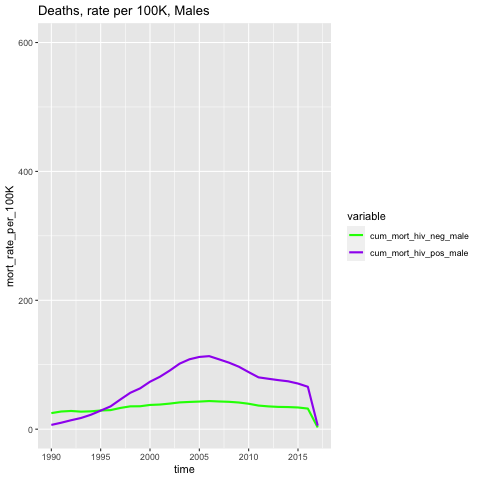 Deaths, rate per 100K, Males
600
400
200
0
mort_rate_per_100K
1990
1995
2000
2005
2010
2015
time
variable
cum_mort_hiv_neg_male
cum_mort_hiv_pos_male